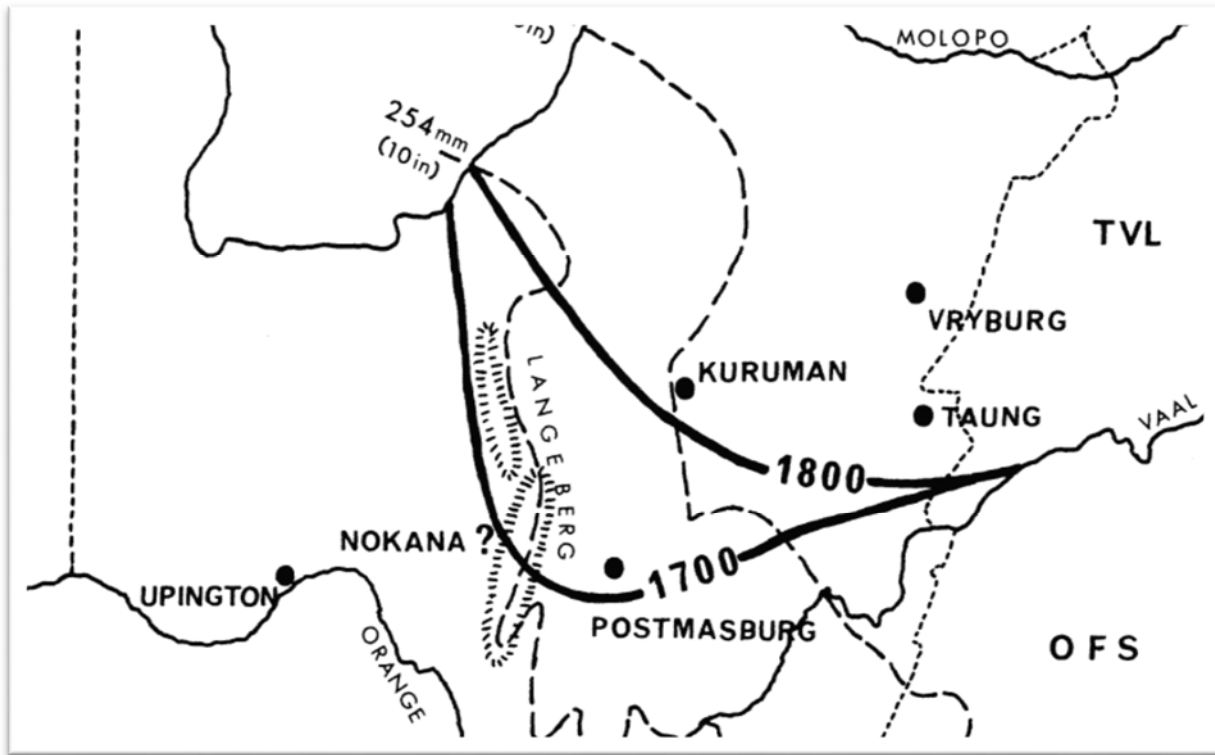 MOLOPO
254mm
(10in)
TVL
VRYBURG
KURUMAN
LANGEBERG
TAUNG
VAAL
1800
NOKANA ?
1700
UPINGTON
POSTMASBURG
ORANGE
OFS